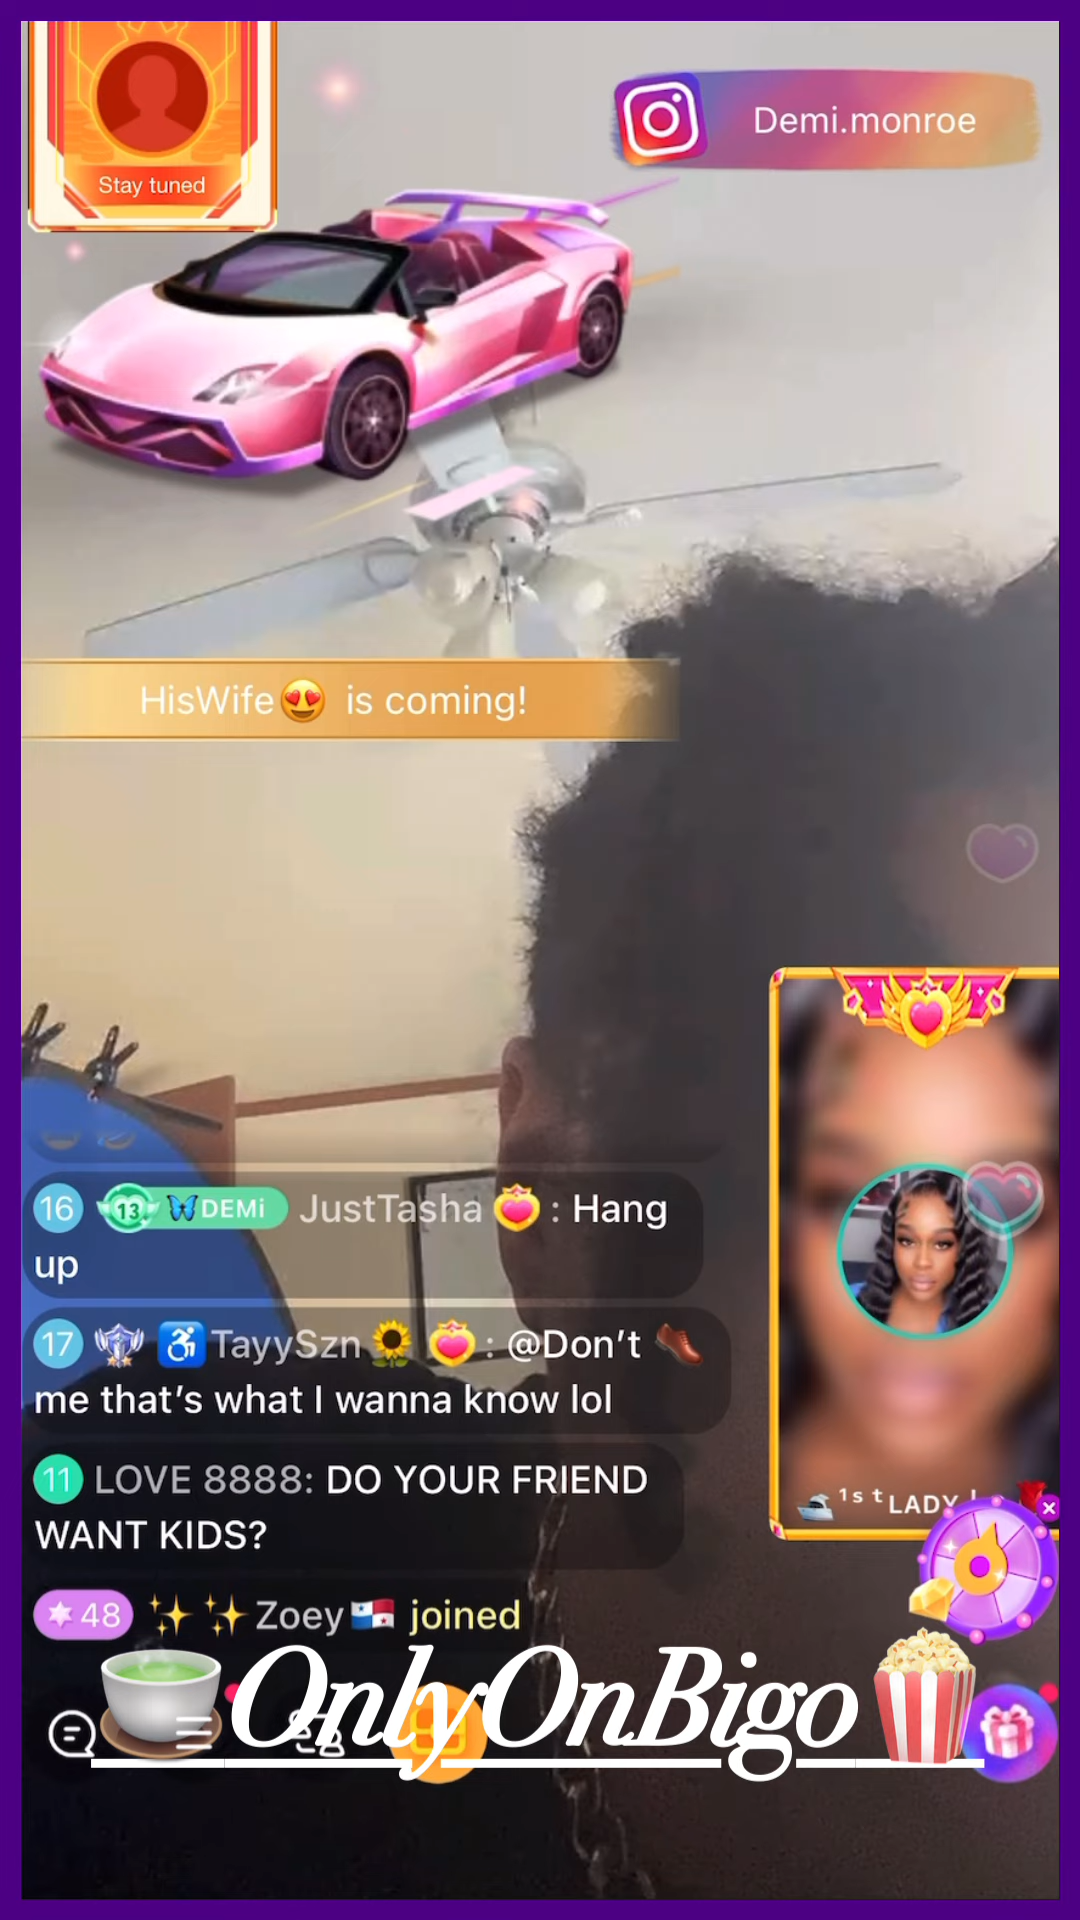 Stay tuned
Demi.monroe
HisWife😍 is coming!
16 13 🦋DEMi JustTasha : Hang
up
17 ♿TayySzn🌻 : @Don’t 👞
me that’s what I wanna know lol
11 LOVE 8888: DO YOUR FRIEND
WANT KIDS?
¹ˢᵗLADY
48 ✨✨Zoey🇵🇦 joined
🍵OnlyOnBigo🍿